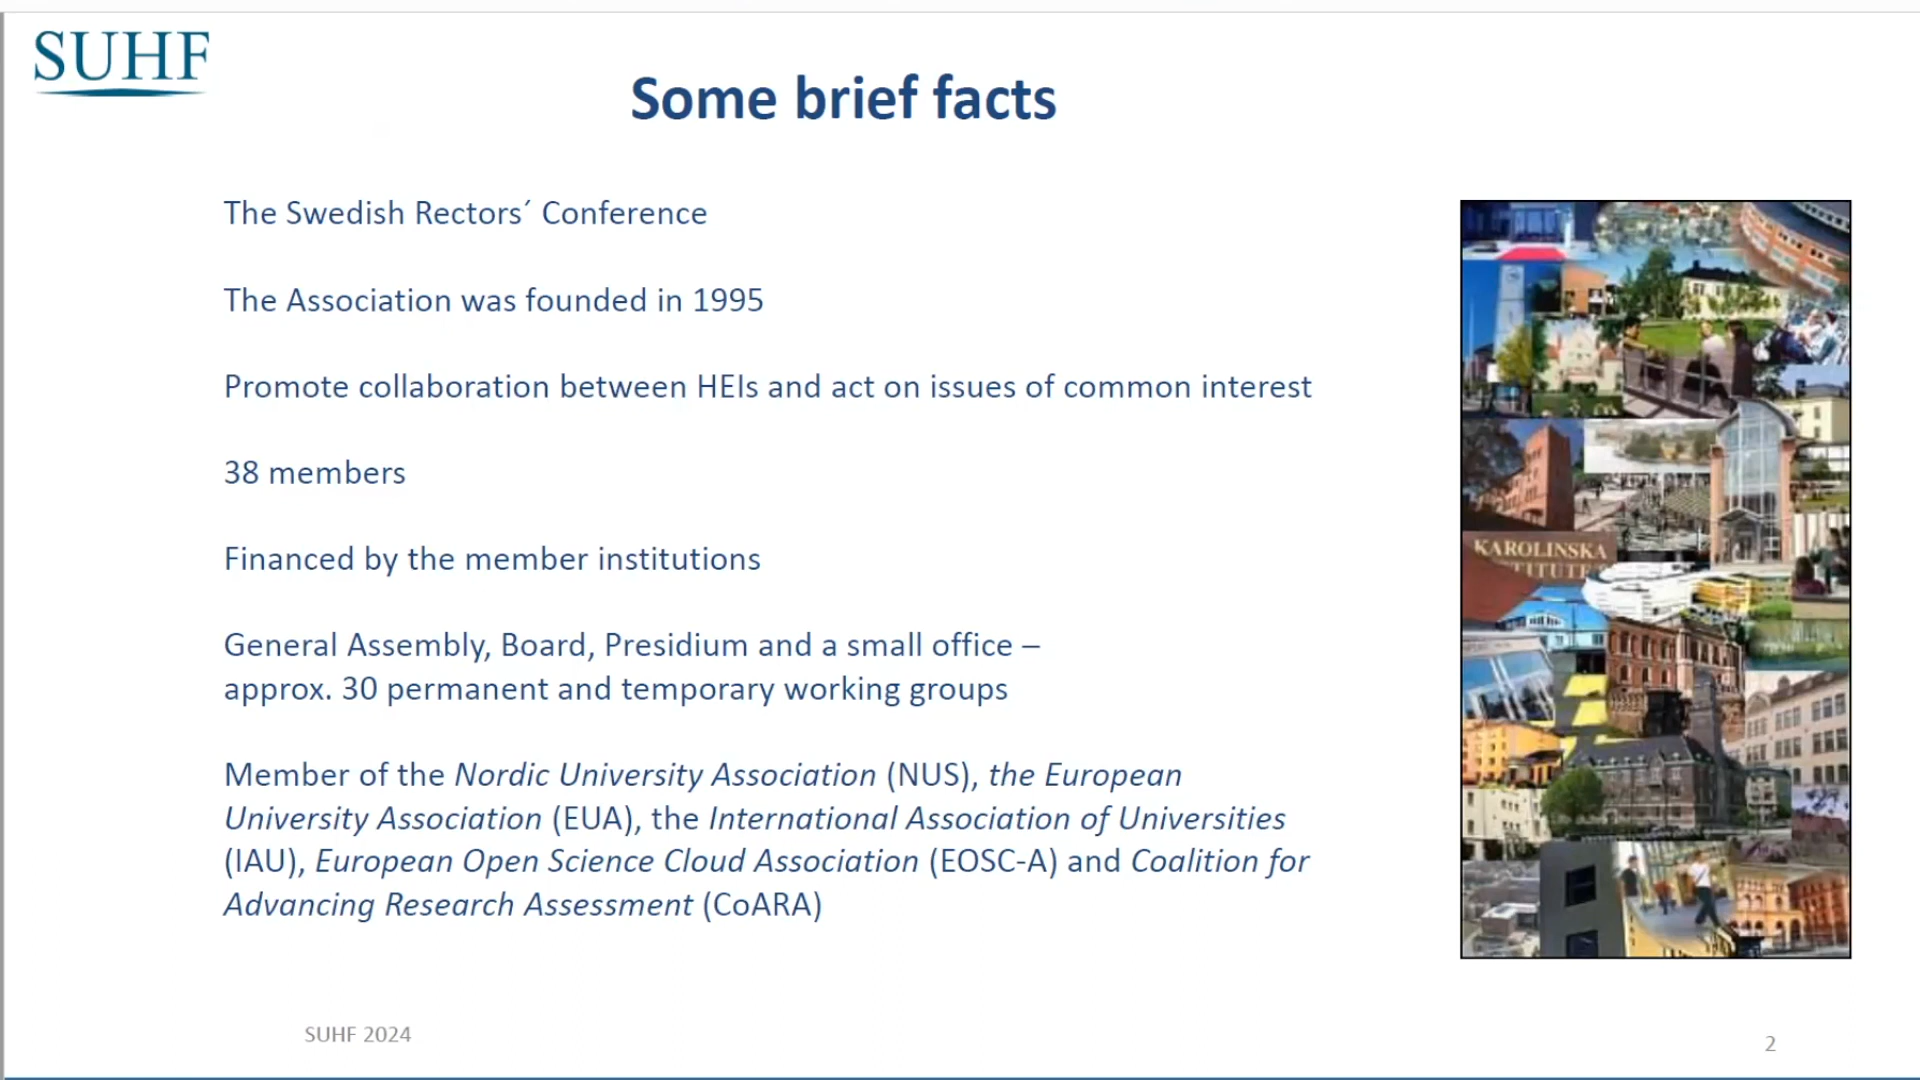 SUHF
Some brief facts
The Swedish Rectors´ Conference
The Association was founded in 1995
Promote collaboration between HEIs and act on issues of common interest
38 members
Financed by the member institutions
General Assembly, Board, Presidium and a small office –
approx. 30 permanent and temporary working groups
Member of the Nordic University Association (NUS), the European
University Association (EUA), the International Association of Universities
(IAU), European Open Science Cloud Association (EOSC-A) and Coalition for
Advancing Research Assessment (CoARA)
KAROLINSKA
SUHF 2024
2